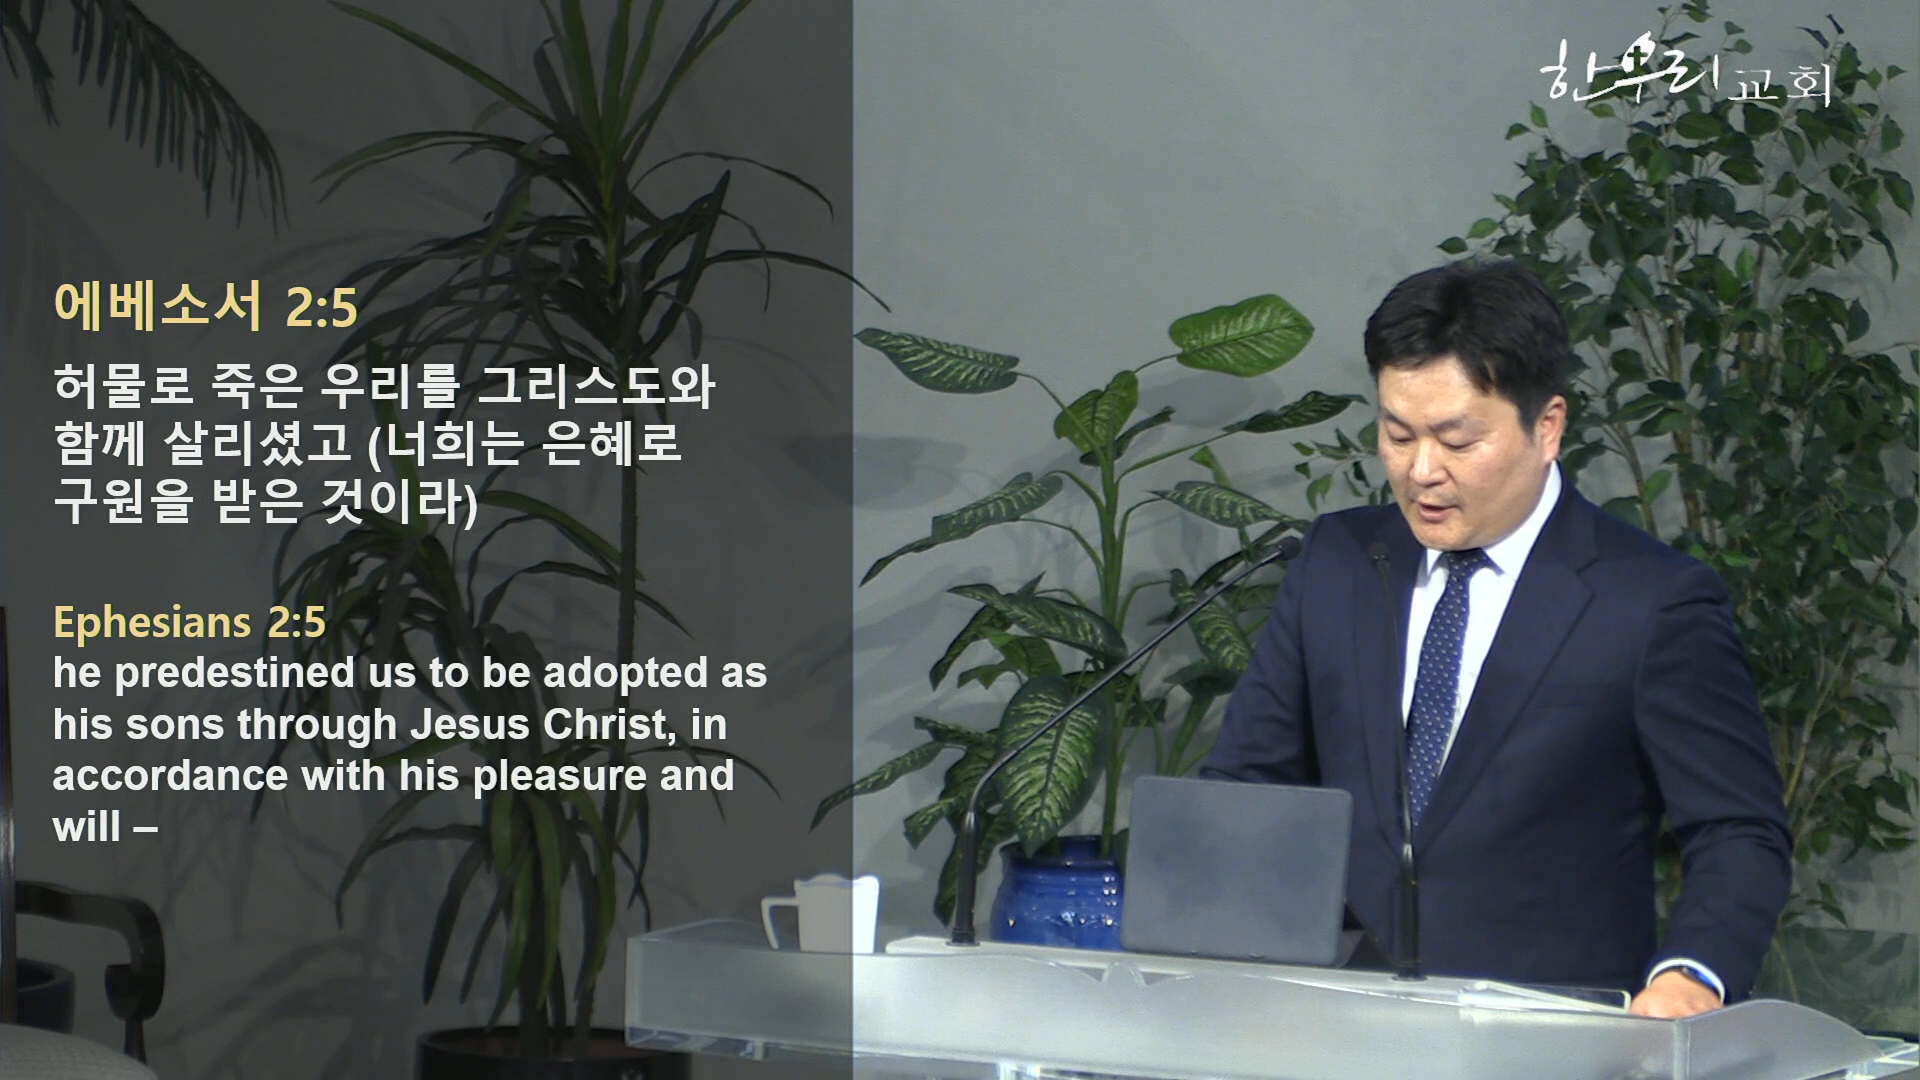 한우리교회
에베소서 2:5
허물로 죽은 우리를 그리스도와
함께 살리셨고 (너희는 은혜로
구원을 받은 것이라)
Ephesians 2:5
he predestined us to be adopted as
his sons through Jesus Christ, in
accordance with his pleasure and
will –